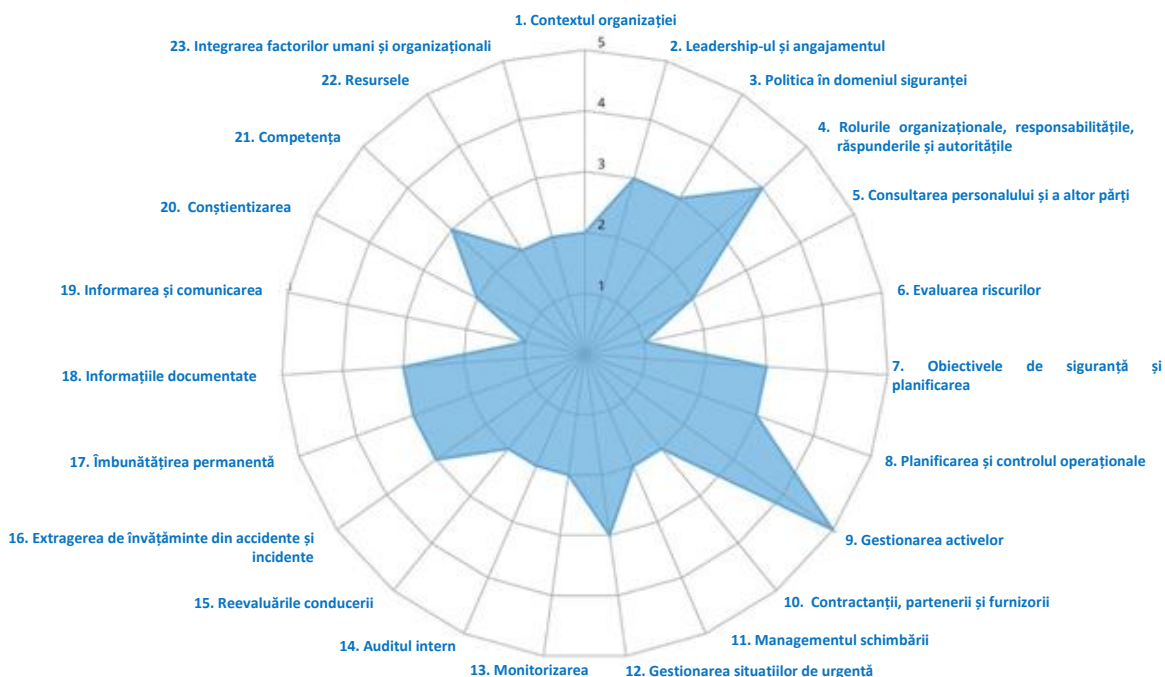 1. Contextul organizației
2. Leadership-ul și angajamentul
3. Politica în domeniul siguranței
4. Rolurile organizaționale, responsabilitățile,
răspunderile și autoritățile
5. Consultarea personalului și a altor părți
6. Evaluarea riscurilor
7. Obiectivele de siguranță și
planificarea
8. Planificarea și controlul operaționale
9. Gestionarea activelor
10. Contractanții, partenerii și furnizorii
11. Managementul schimbării
12. Gestionarea situatiilor de urgentă
13. Monitorizarea
14. Auditul intern
15. Reevaluările conducerii
16. Extragerea de învățăminte din accidente și
incidente
17. Îmbunătățirea permanentă
18. Informațiile documentate
19. Informarea și comunicarea
20. Conștientizarea
21. Competența
22. Resursele
23. Integrarea factorilor umani și organizaționali
5
4
3
2
1